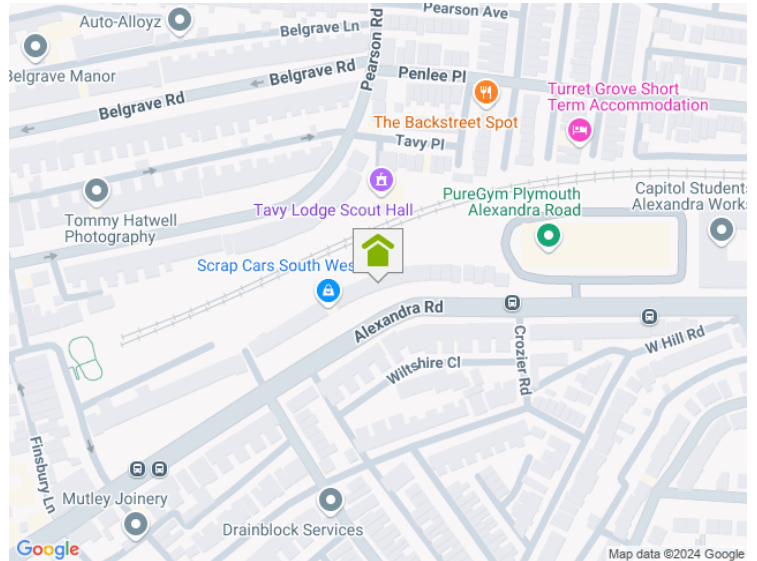 Pearson Ave
Auto-Alloyz
Belgrave Ln
Pearson Rd
Belgrave Manor
Belgrave Rd
Penlee Pl
Turret Grove Short
Term Accommodation
Belgrave Rd
The Backstreet Spot
Tavy Pl
PureGym Plymouth
Alexandra Road
Capitol Students
Alexandra Works
Tavy Lodge Scout Hall
Tommy Hatwell
Photography
Scrap Cars South Wes
Alexandra Rd
Crozier Rd
W Hill Rd
Wiltshire Cl
Finsbury Ln
Mutley Joinery
Drainblock Services
Google
Map data ©2024 Google